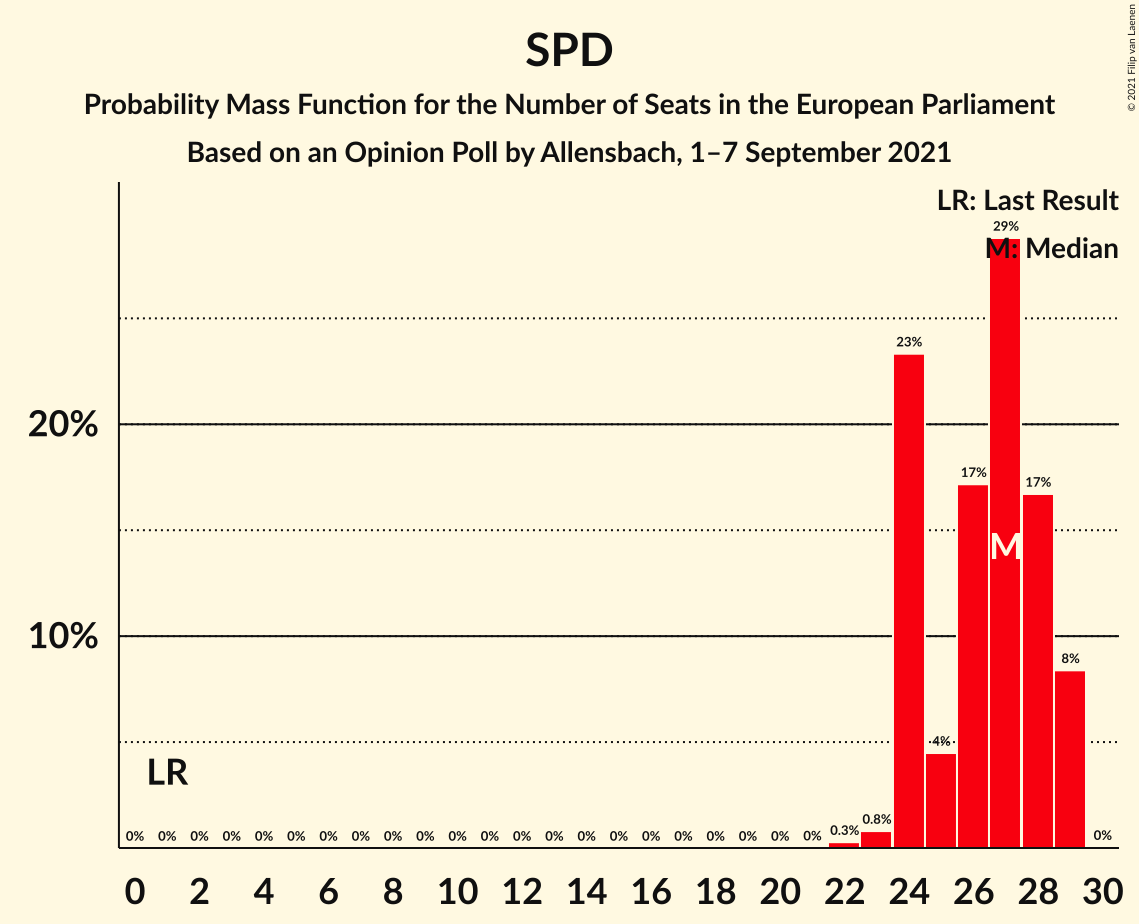 SPD
Probability Mass Function for the Number of Seats in the European Parliament
Based on an Opinion Poll by Allensbach, 1–7 September 2021
© 2021 Filip van Laenen
LR: Last Result
M: Median
29%
23%
20%
17%
17%
M
10%
8%
4%
LR
0% 0% 0% 0% 0% 0% 0% 0% 0% 0% 0% 0% 0% 0% 0% 0% 0% 0% 0% 0% 0% 0% 0.3% 0.8% 0%
0 2 4 6 8 10 12 14 16 18 20 22 24 26 28 30